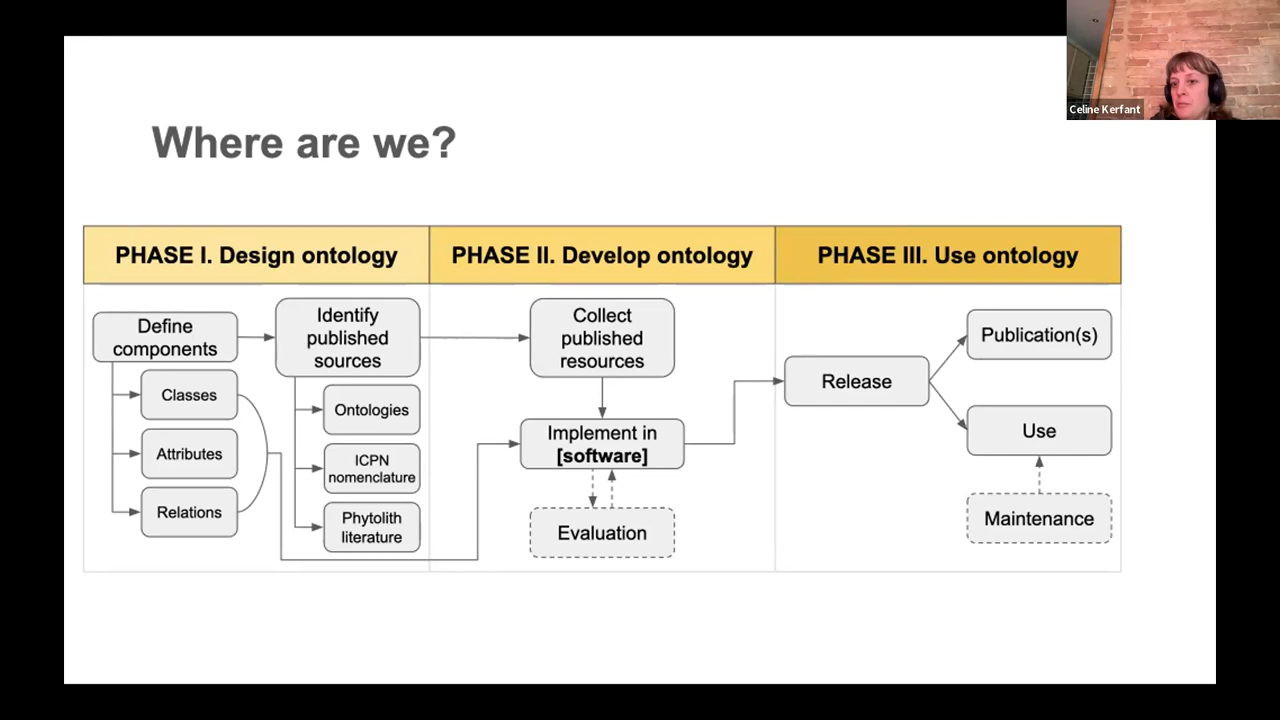 Celine Kerfant
Where are we?
PHASE I. Design ontology
PHASE II. Develop ontology
PHASE III. Use ontology
Define
components
Classes
Attributes
Relations
Identify
published
sources
Ontologies
ICPN
nomenclature
Phytolith
literature
Collect
published
resources
Implement in
[software]
Evaluation
Release
Publication(s)
Use
Maintenance